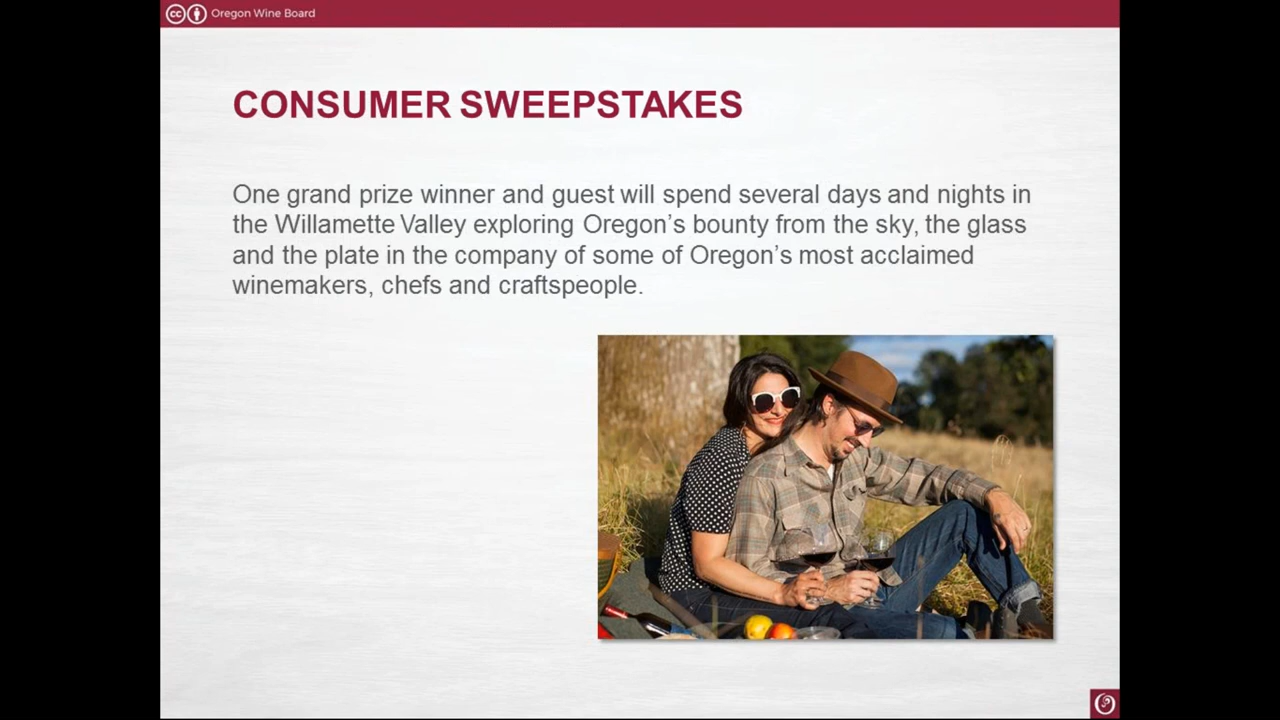 cc Oregon Wine Board
CONSUMER SWEEPSTAKES
One grand prize winner and guest will spend several days and nights in
the Willamette Valley exploring Oregon's bounty from the sky, the glass
and the plate in the company of some of Oregon's most acclaimed
winemakers, chefs and craftspeople.